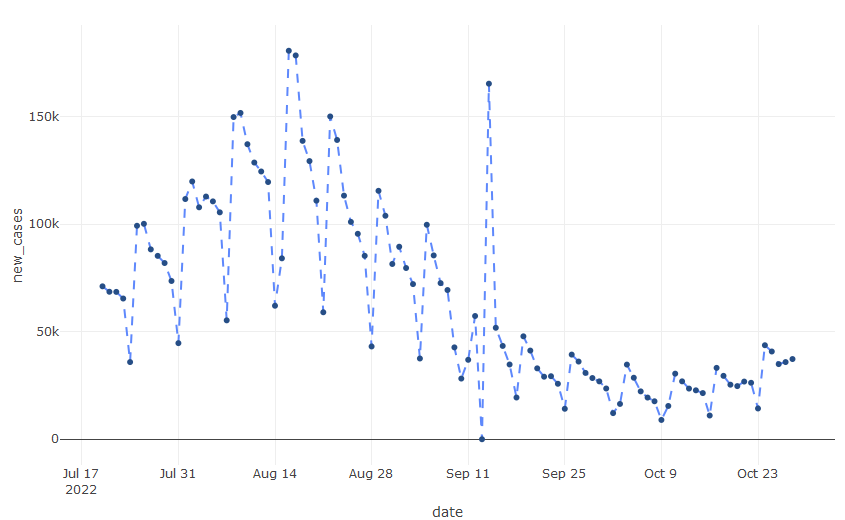 150k
100k
50k
0
new_cases
Jul 17 Jul 31 Aug 14 Aug 28 Sep 11 Sep 25 Oct 9 Oct 23
2022
date